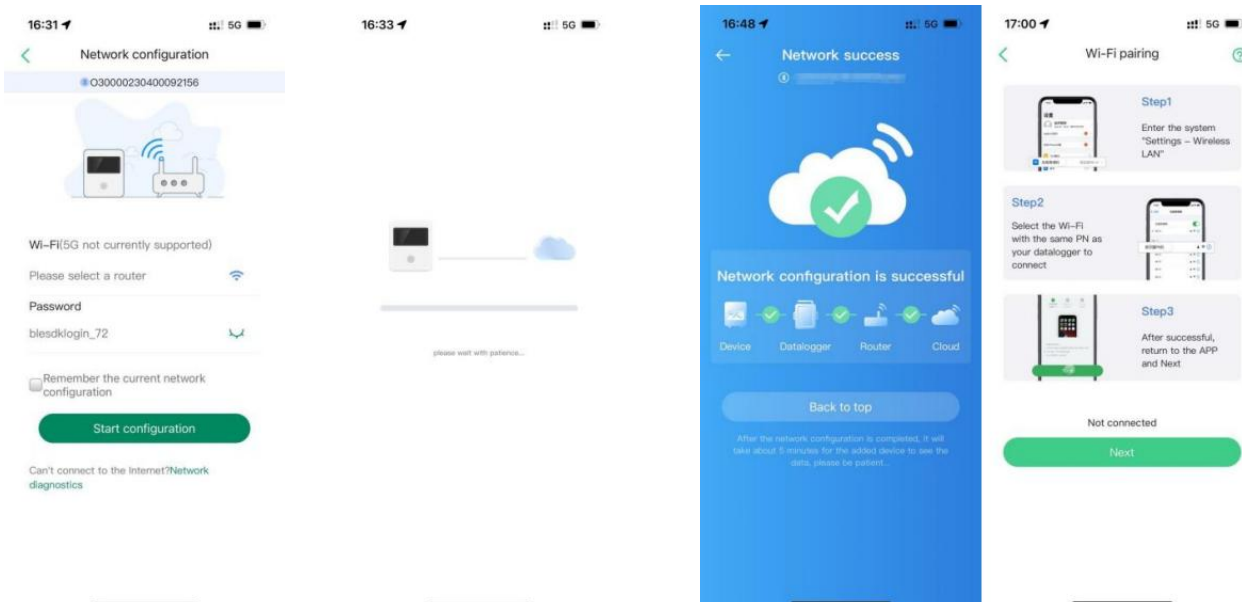 16:31
5G
Network configuration
O30000230400092156
Wi-Fi(5G not currently supported)
Please select a router
Password
blesdklogin_72
Remember the current network
configuration
Start configuration
Can't connect to the Internet?Network
diagnostics
16:33
5G
please wait with patience...
16:48
5G
Network success
Network configuration is successful
Device
Datalogger
Router
Cloud
Back to top
After the network configuration is completed, it will
take about 5 minutes for the added device to see the
data, please be patient...
17:00
5G
Wi-Fi pairing
Step1
Enter the system
"Settings – Wireless
LAN"
Step2
Select the Wi-Fi
with the same PN as
your datalogger to
connect
Step3
After successful,
return to the APP
and Next
Not connected
Next